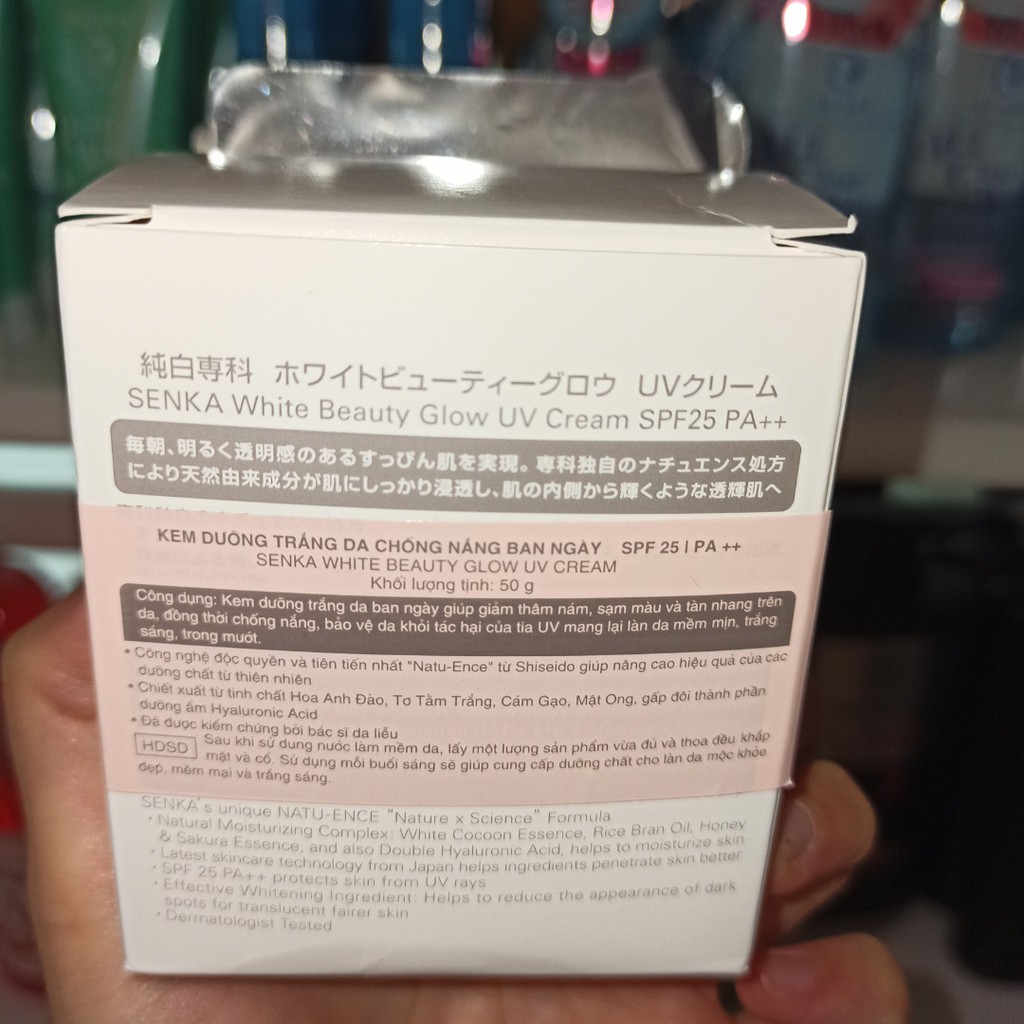 純白専科 ホワイトビューティーグロウ UVクリーム
SENKA White Beauty Glow UV Cream SPF25 PA++
毎朝、明るく透明感のあるすっぴん肌を実現。専科独自のナチュエンス処方
により天然由来成分が肌にしっかり浸透し、肌の内側から輝くような透輝肌へ
KEM DƯỠNG TRẮNG DA CHỐNG NẮNG BAN NGÀY SPF 25 | PA ++
SENKA WHITE BEAUTY GLOW UV CREAM
Khối lượng tịnh: 50 g
Công dụng: Kem dưỡng trắng da ban ngày giúp giảm thâm nám, sạm màu và tàn nhang trên
da, đồng thời chống nắng, bảo vệ da khỏi tác hại của tia UV mang lại làn da mềm mịn, trắng
sáng, trong mướt.
• Công nghệ độc quyền và tiên tiến nhất "Natu-Ence" từ Shiseido giúp nâng cao hiệu quả của các
dưỡng chất từ thiên nhiên
• Chiết xuất từ tinh chất Hoa Anh Đào, Tơ Tằm Trắng, Cám Gạo, Mật Ong, gấp đôi thành phần
dưỡng ẩm Hyaluronic Acid
• Đã được kiểm chứng bởi bác sĩ da liễu
HDSD Sau khi sử dụng nước làm mềm da, lấy một lượng sản phẩm vừa đủ và thoa đều khắp
mặt và cổ. Sử dụng mỗi buổi sáng sẽ giúp cung cấp dưỡng chất cho làn da mộc khỏe
đẹp, mềm mại và trắng sáng.
SENKA's unique NATU-ENCE "Nature x Science" Formula
・Natural Moisturizing Complex: White Cocoon Essence, Rice Bran Oil, Honey
& Sakura Essence, and also Double Hyaluronic Acid, helps to moisturize skin
・Latest skincare technology from Japan helps ingredients penetrate skin better
・SPF 25 PA++ protects skin from UV rays
・Effective Whitening Ingredient: Helps to reduce the appearance of dark
spots for translucent fairer skin
・Dermatologist Tested